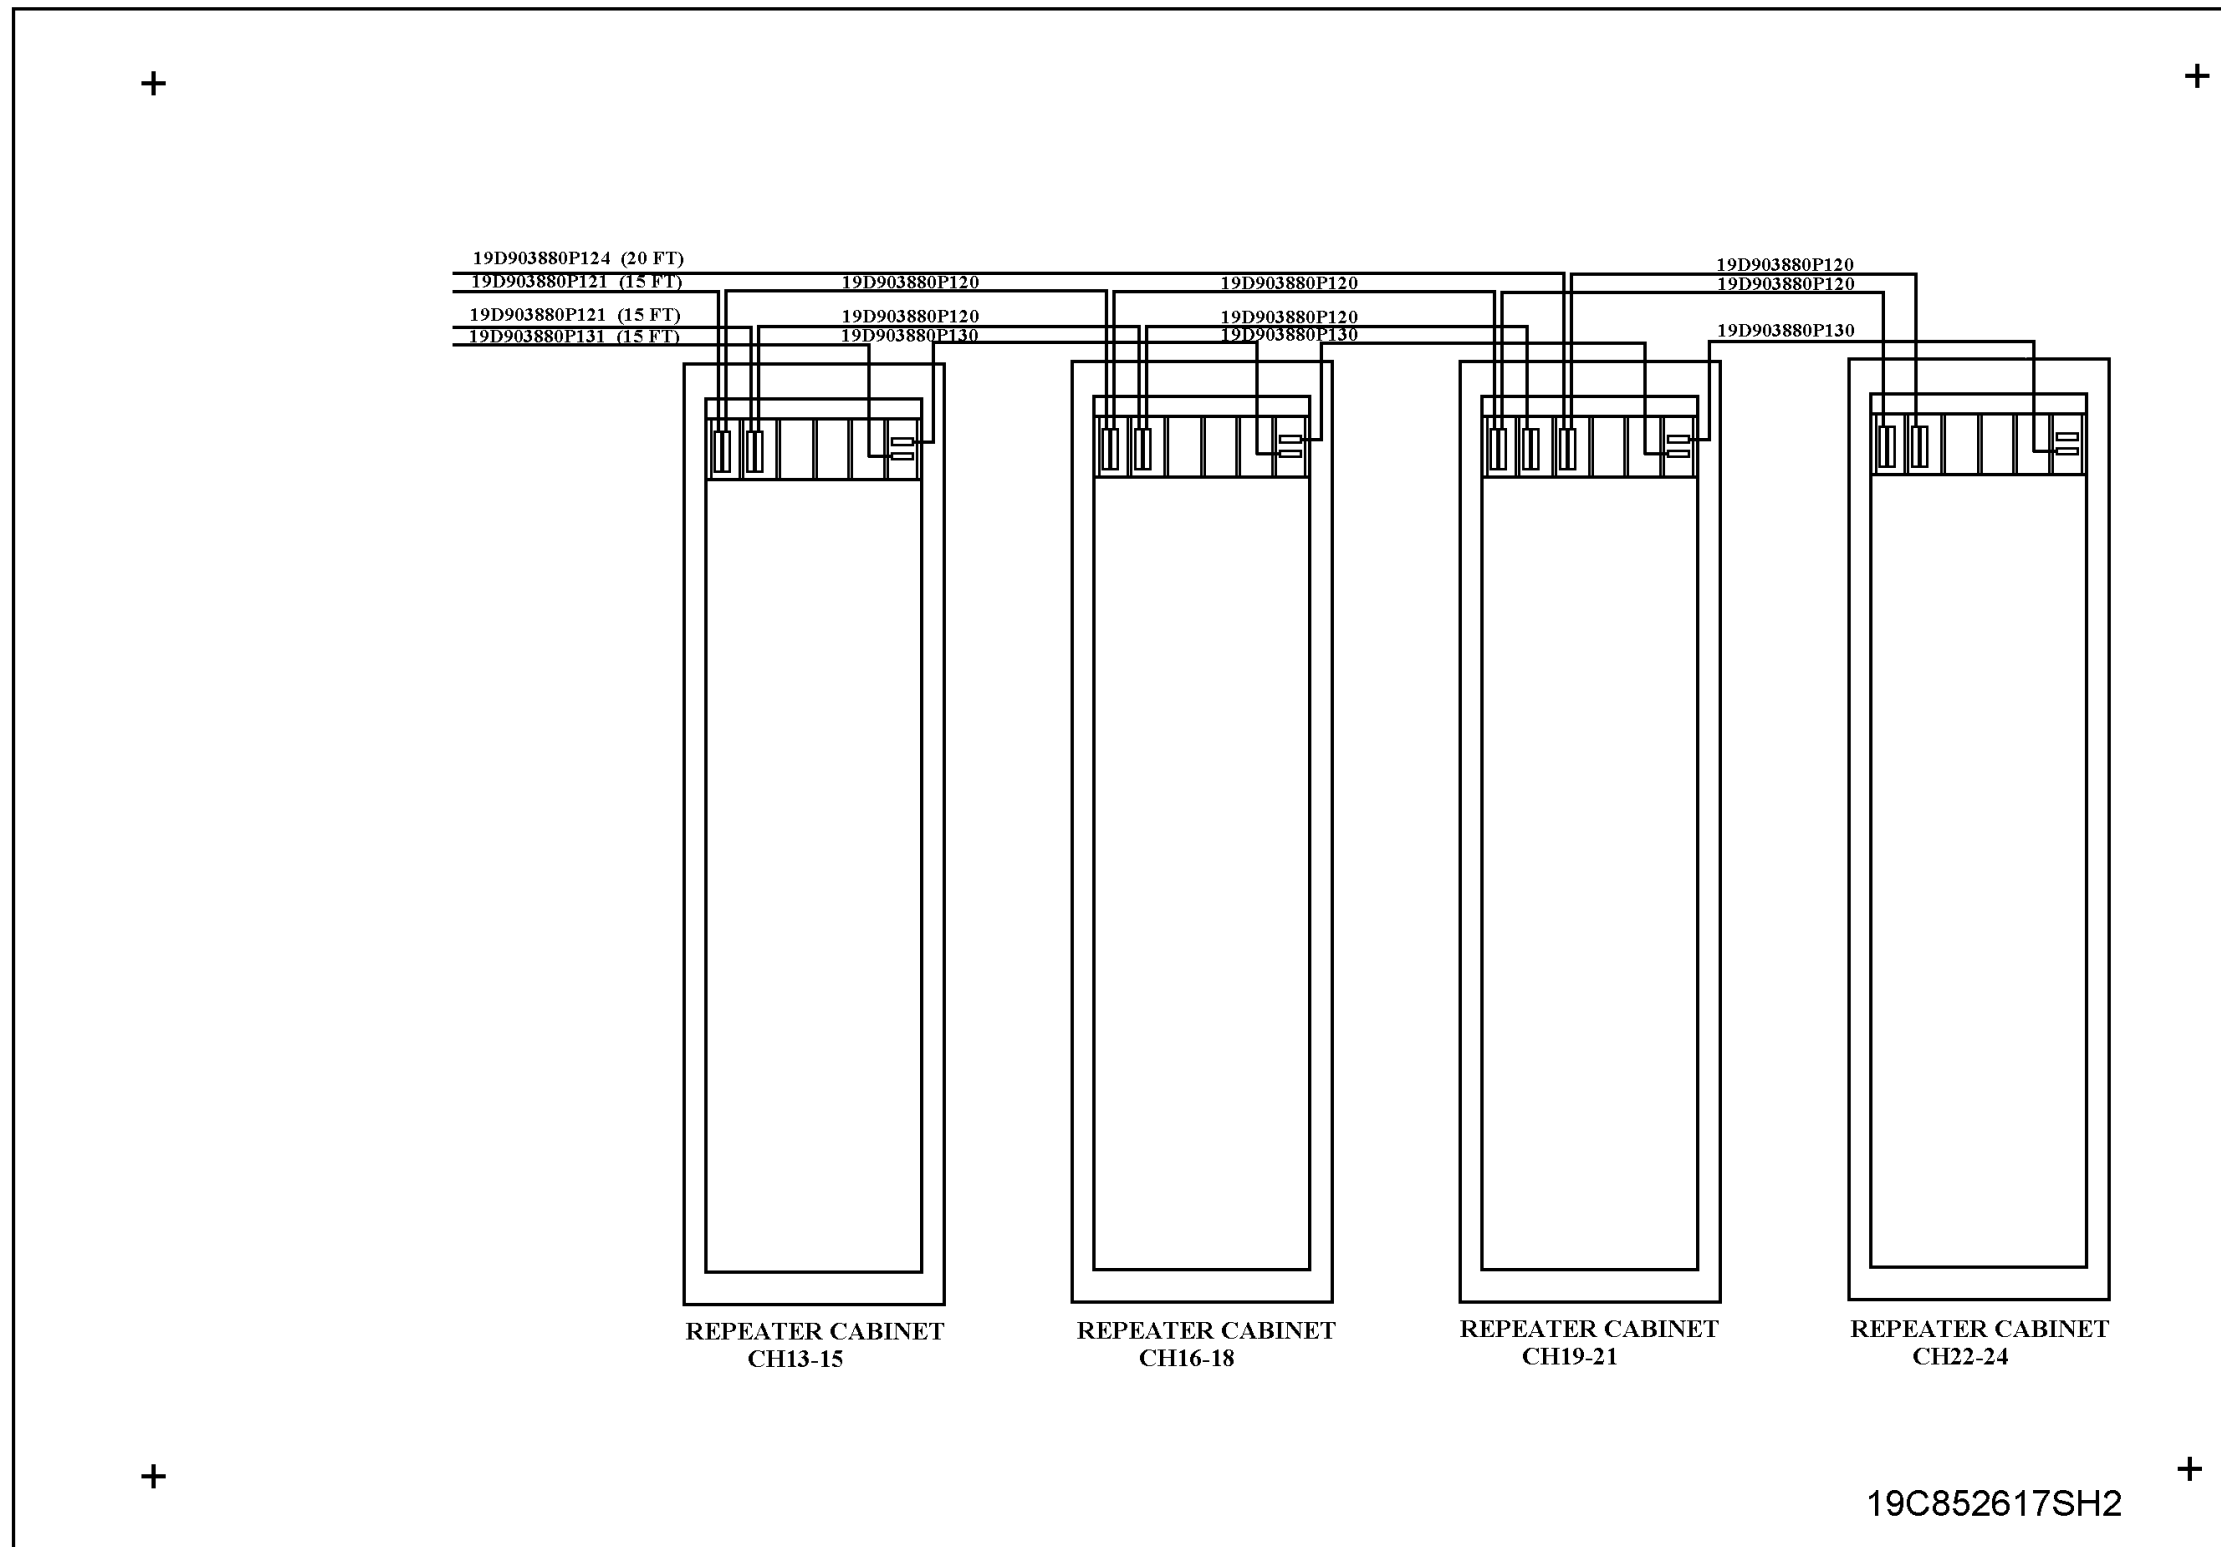 19D903880P124 (20 FT)
19D903880P121 (15 FT)
19D903880P121 (15 FT)
19D903880P131 (15 FT)
19D903880P120
19D903880P120
19D903880P130
19D903880P120
19D903880P120
19D903880P130
19D903880P120
19D903880P120
19D903880P130
REPEATER CABINET
CH13-15
REPEATER CABINET
CH16-18
REPEATER CABINET
CH19-21
REPEATER CABINET
CH22-24
19C852617SH2